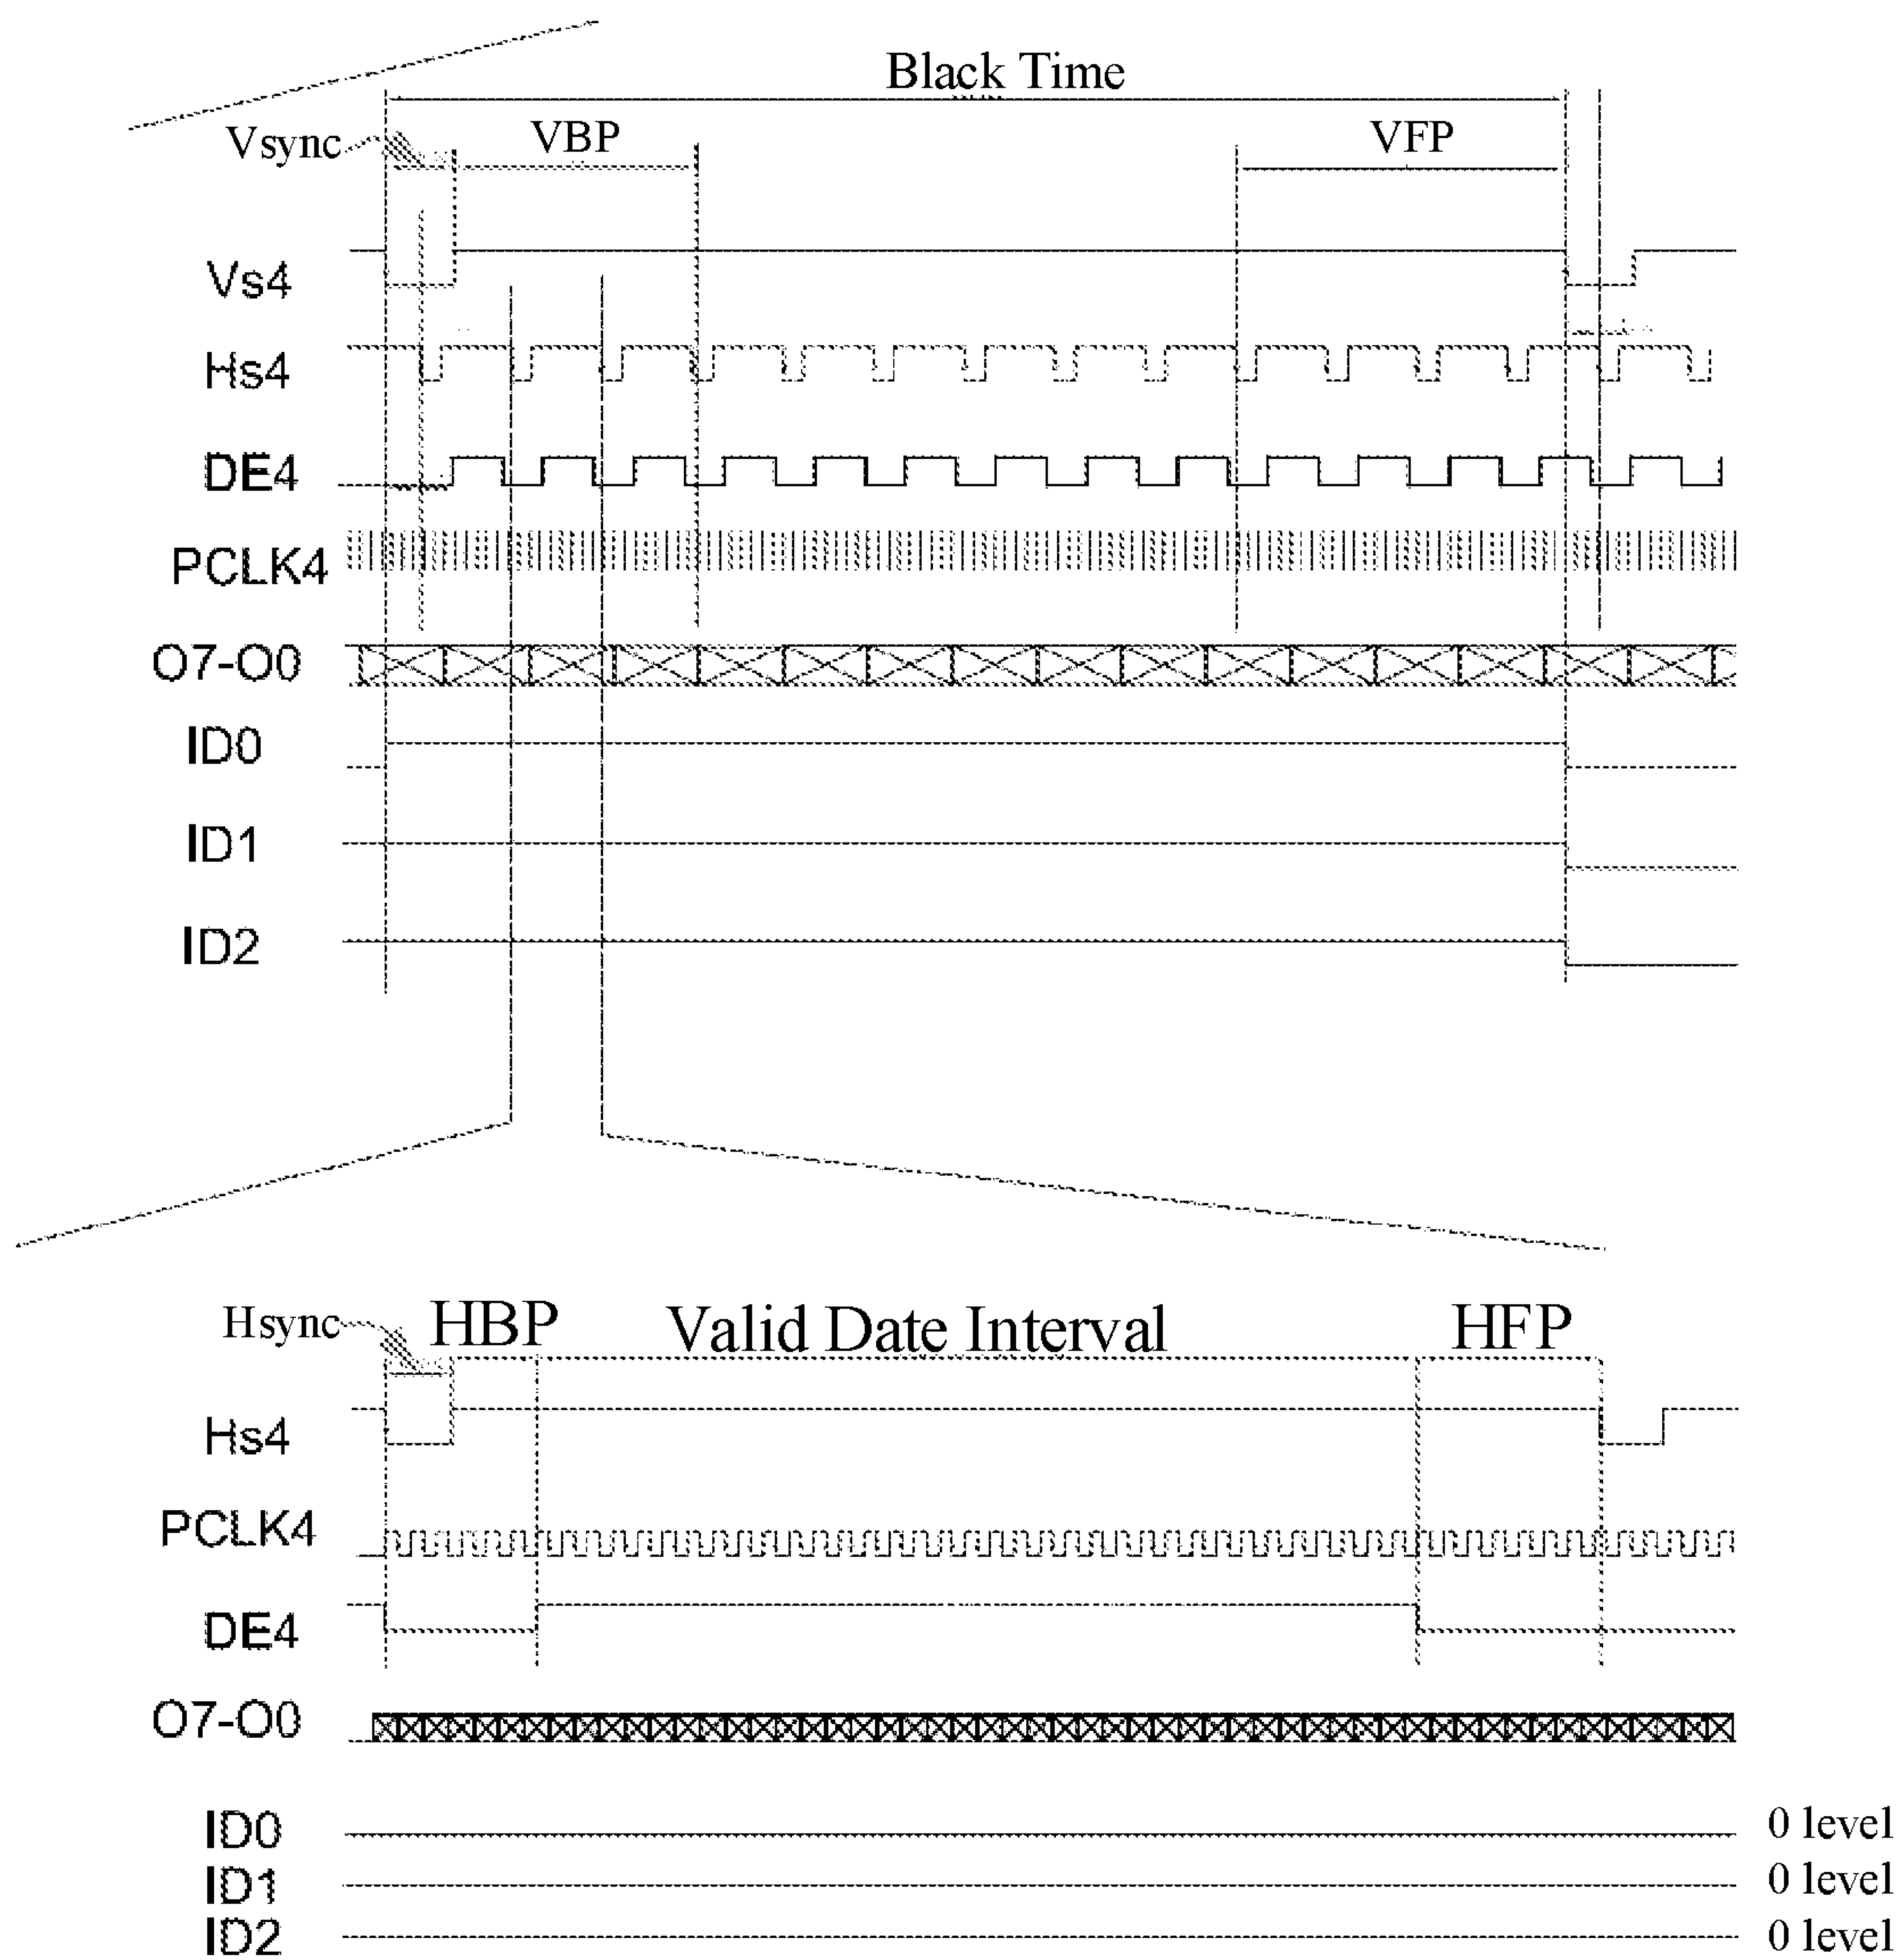 Black Time
Vsync VBP VFP
Vs4
Hs4
DE4
PCLK4
O7-O0
ID0
ID1
ID2
Hsync HBP Valid Date Interval HFP
Hs4
PCLK4
DE4
O7-O0
ID0 0 level
ID1 0 level
ID2 0 level